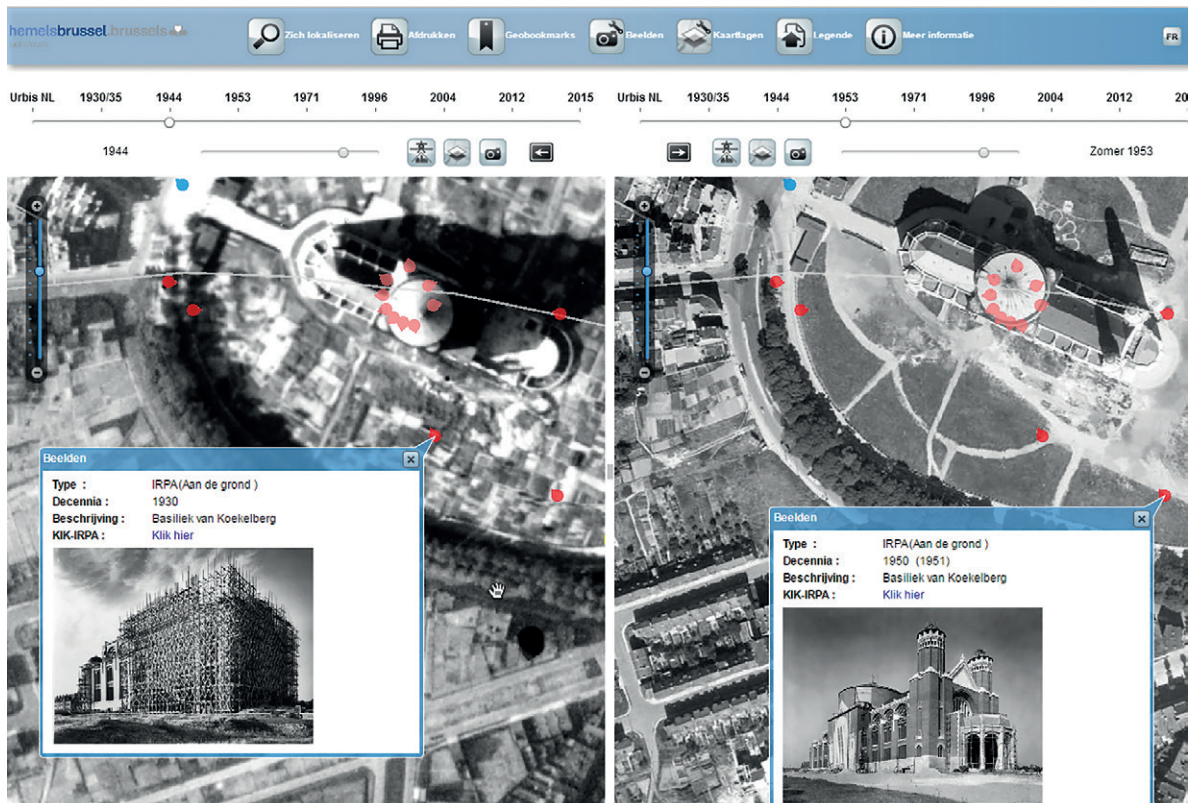 hemelsbrussel.brussels
Zich lokaliseren
Afdrukken
Geobookmarks
Beelden
Kaartlagen
Legende
Meer informatie
FR
Urbis NL 1930/35 1944 1953 1971 1996 2004 2012 2015
1944
Urbis NL 1930/35 1944 1953 1971 1996 2004 2012 20
Zomer 1953
Beelden
Type : IRPA(Aan de grond )
Decennia : 1930
Beschrijving : Basiliek van Koekelberg
KIK-IRPA : Klik hier
Beelden
Type : IRPA(Aan de grond )
Decennia : 1950 (1951)
Beschrijving : Basiliek van Koekelberg
KIK-IRPA : Klik hier